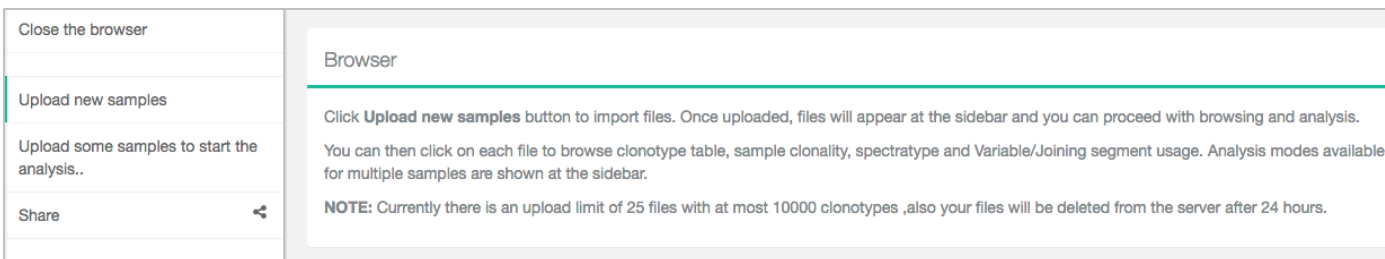 Close the browser
Upload new samples
Upload some samples to start the
analysis..
Share
Browser
Click Upload new samples button to import files. Once uploaded, files will appear at the sidebar and you can proceed with browsing and analysis.
You can then click on each file to browse clonotype table, sample clonality, spectratype and Variable/Joining segment usage. Analysis modes available
for multiple samples are shown at the sidebar.
NOTE: Currently there is an upload limit of 25 files with at most 10000 clonotypes ,also your files will be deleted from the server after 24 hours.